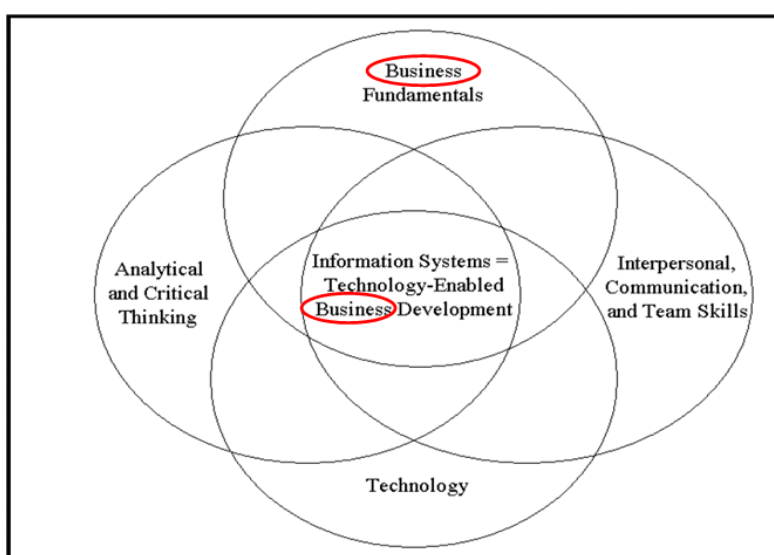 Business
Fundamentals
Analytical
and Critical
Thinking
Information Systems =
Technology-Enabled
Business Development
Interpersonal,
Communication,
and Team Skills
Technology